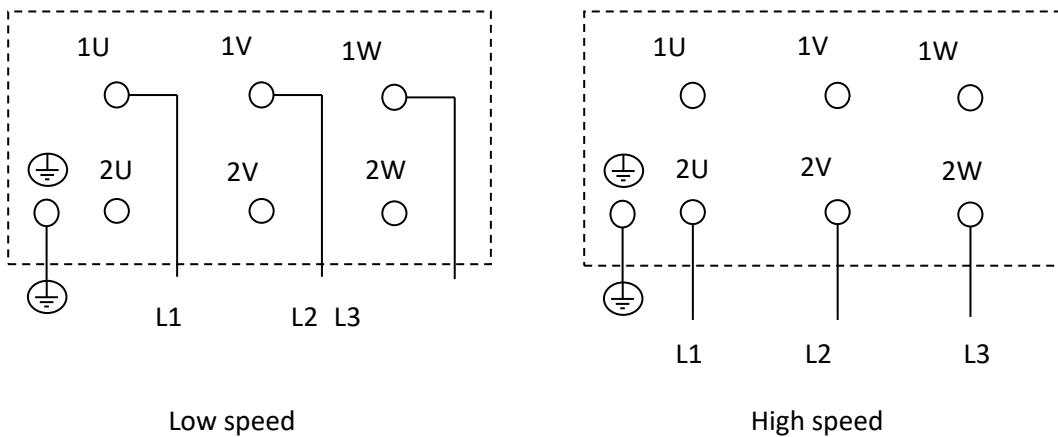 1U 1V 1W
2U 2V 2W
L1 L2 L3
Low speed
1U 1V 1W
2U 2V 2W
L1 L2 L3
High speed